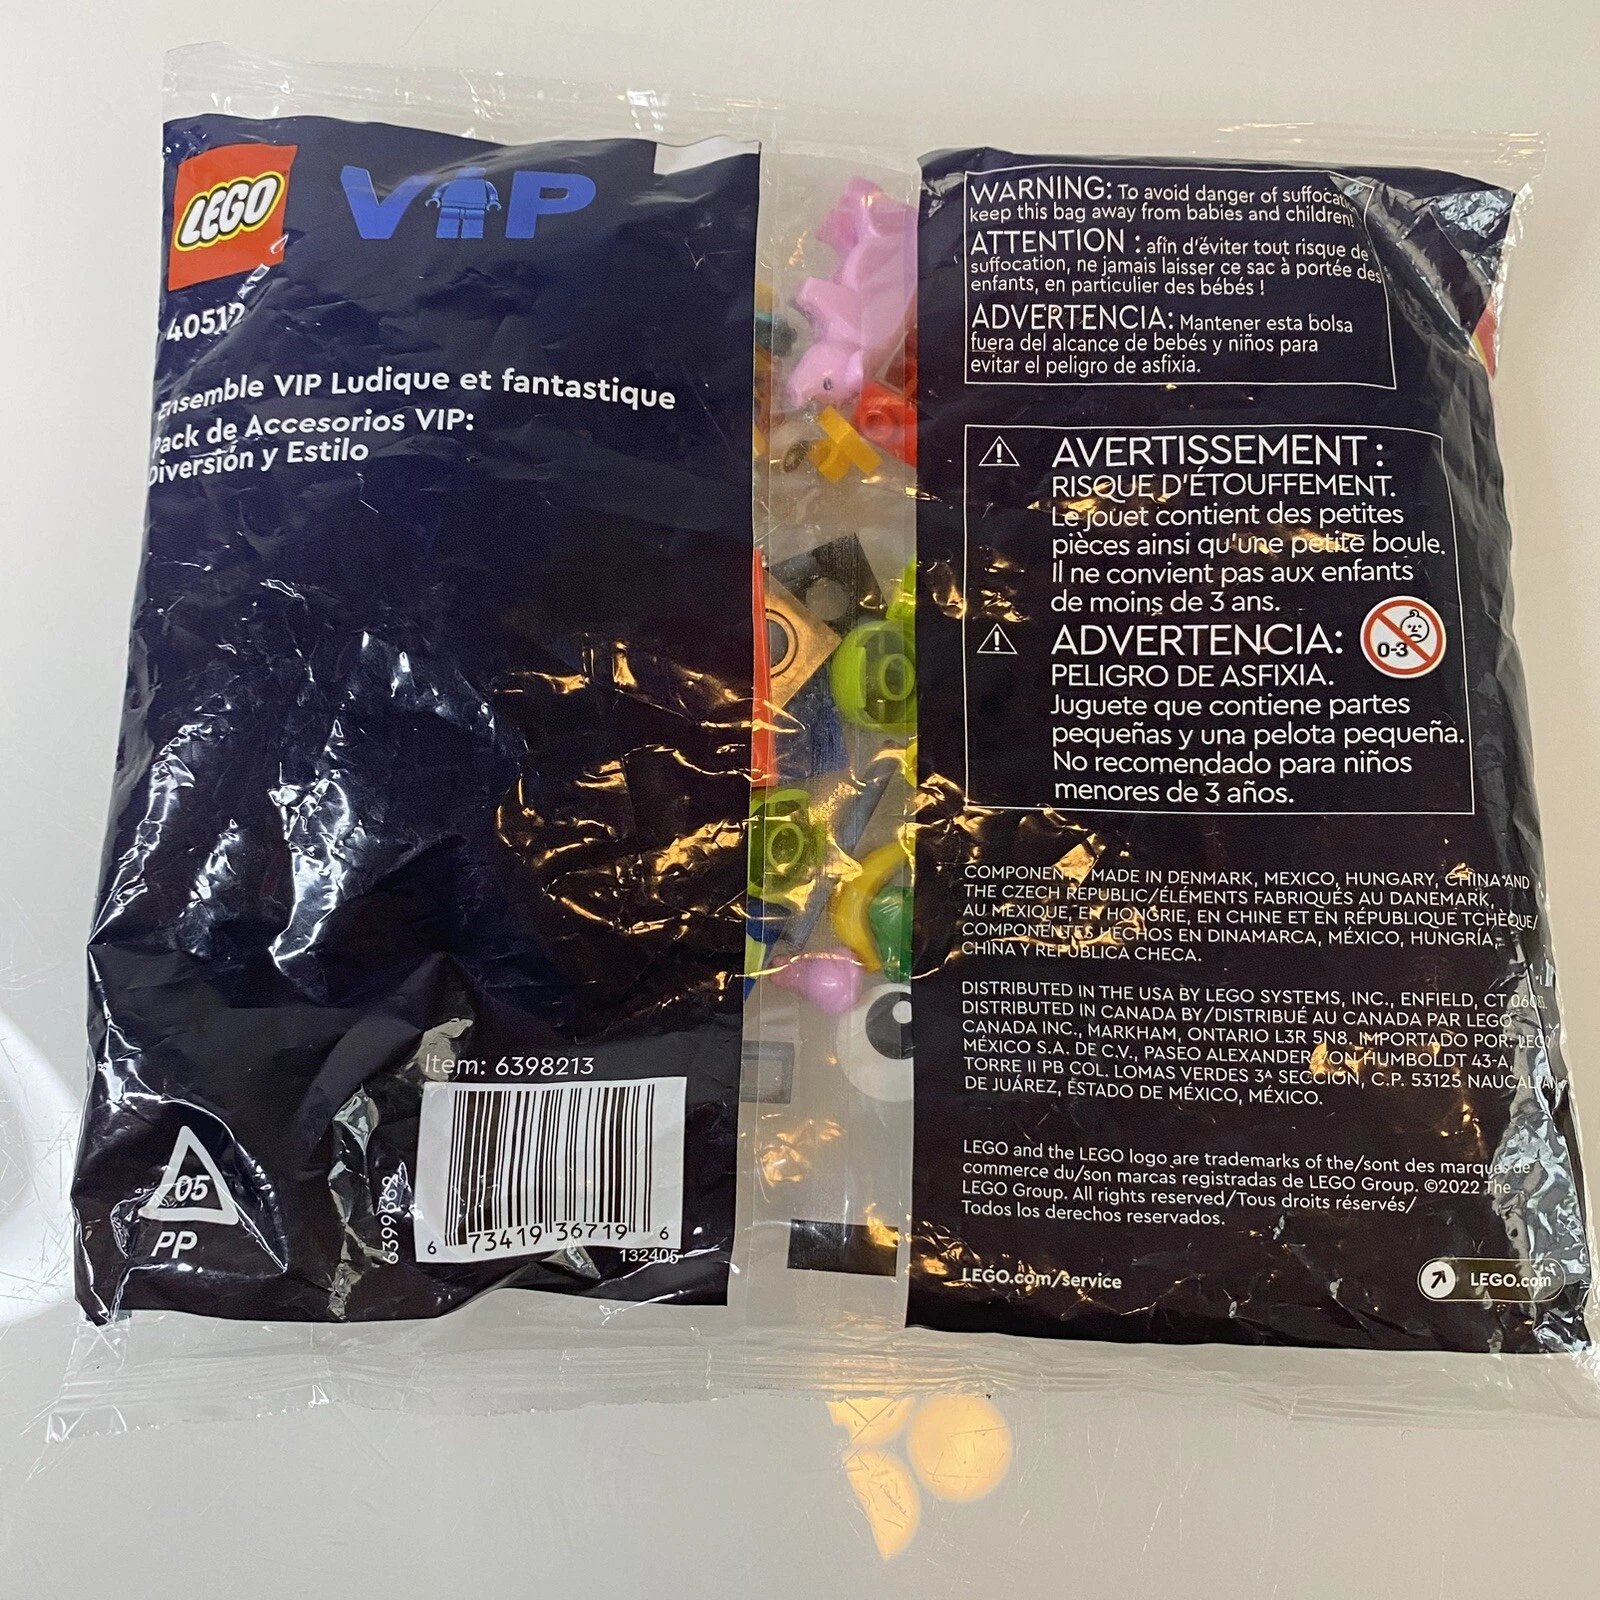 LEGO
VIP
40512
Ensemble VIP Ludique et fantastique
Pack de Accesorios VIP:
Diversión y Estilo
Item: 6398213
6399669
6 73419 36719 6
132405
05
PP
WARNING: To avoid danger of
keep this bag away from babies and children!
ATTENTION : afin d'éviter tout risque de
suffocation, ne jamais laisser ce sac à portée des
enfants, en particulier des bébés !
ADVERTENCIA: Mantener esta bolsa
fuera del alcance de bebés y niños para
evitar el peligro de asfixia.
AVERTISSEMENT :
RISQUE D'ÉTOUFFEMENT.
Le jouet contient des petites
pièces ainsi qu'une petite boule.
Il ne convient pas aux enfants
de moins de 3 ans.
ADVERTENCIA:
0-3
PELIGRO DE ASFIXIA.
Juguete que contiene partes
pequeñas y una pelota pequeña.
No recomendado para niños
menores de 3 años.
MADE IN DENMARK, MEXICO, HUNGARY, CHINA AND
THE CZECH REPUBLIC/ÉLÉMENTS FABRIQUÉS AU DANEMARK,
AU MEXIQUE, EN HONGRIE, EN CHINE ET EN RÉPUBLIQUE TCHÈQUE/
COMPONENTES HECHOS EN DINAMARCA, MÉXICO, HUNGRÍA,
CHINA Y REPÚBLICA CHECA.
DISTRIBUTED IN THE USA BY LEGO SYSTEMS, INC., ENFIELD, CT
DISTRIBUTED IN CANADA BY/DISTRIBUÉ AU CANADA PAR LEGO
CANADA INC., MARKHAM, ONTARIO L3R 5N8. IMPORTADO POR: LEGO
MÉXICO S.A. DE C.V., PASEO ALEXANDER VON HUMBOLDT 43-A,
TORRE II PB COL. LOMAS VERDES 3ª SECCIÓN, C.P. 53125 NAUCALPAN
DE JUÁREZ, ESTADO DE MÉXICO, MÉXICO.
LEGO and the LEGO logo are trademarks of the/sont des marques de
commerce du/son marcas registradas de LEGO Group. ©2022 The
LEGO Group. All rights reserved/Tous droits réservés/
Todos los derechos reservados.
LEGO.com/service
LEGO.com